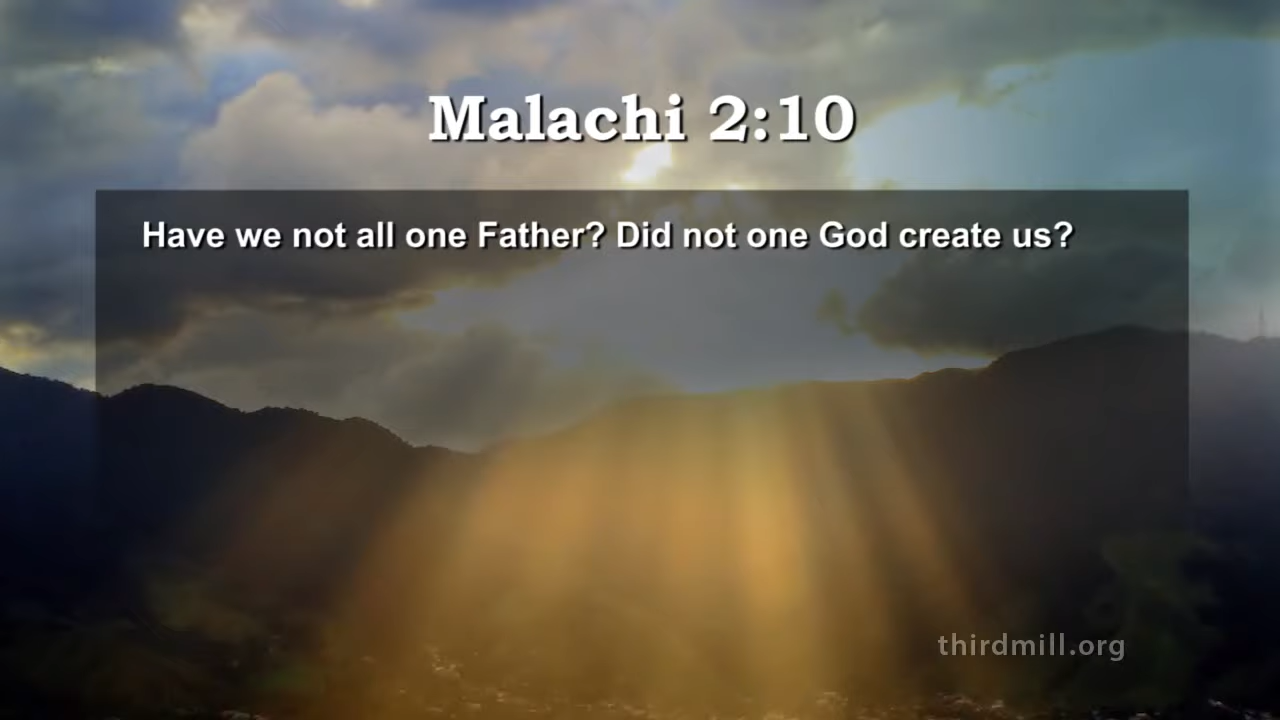 Malachi 2:10
Have we not all one Father? Did not one God create us?
thirdmill.org